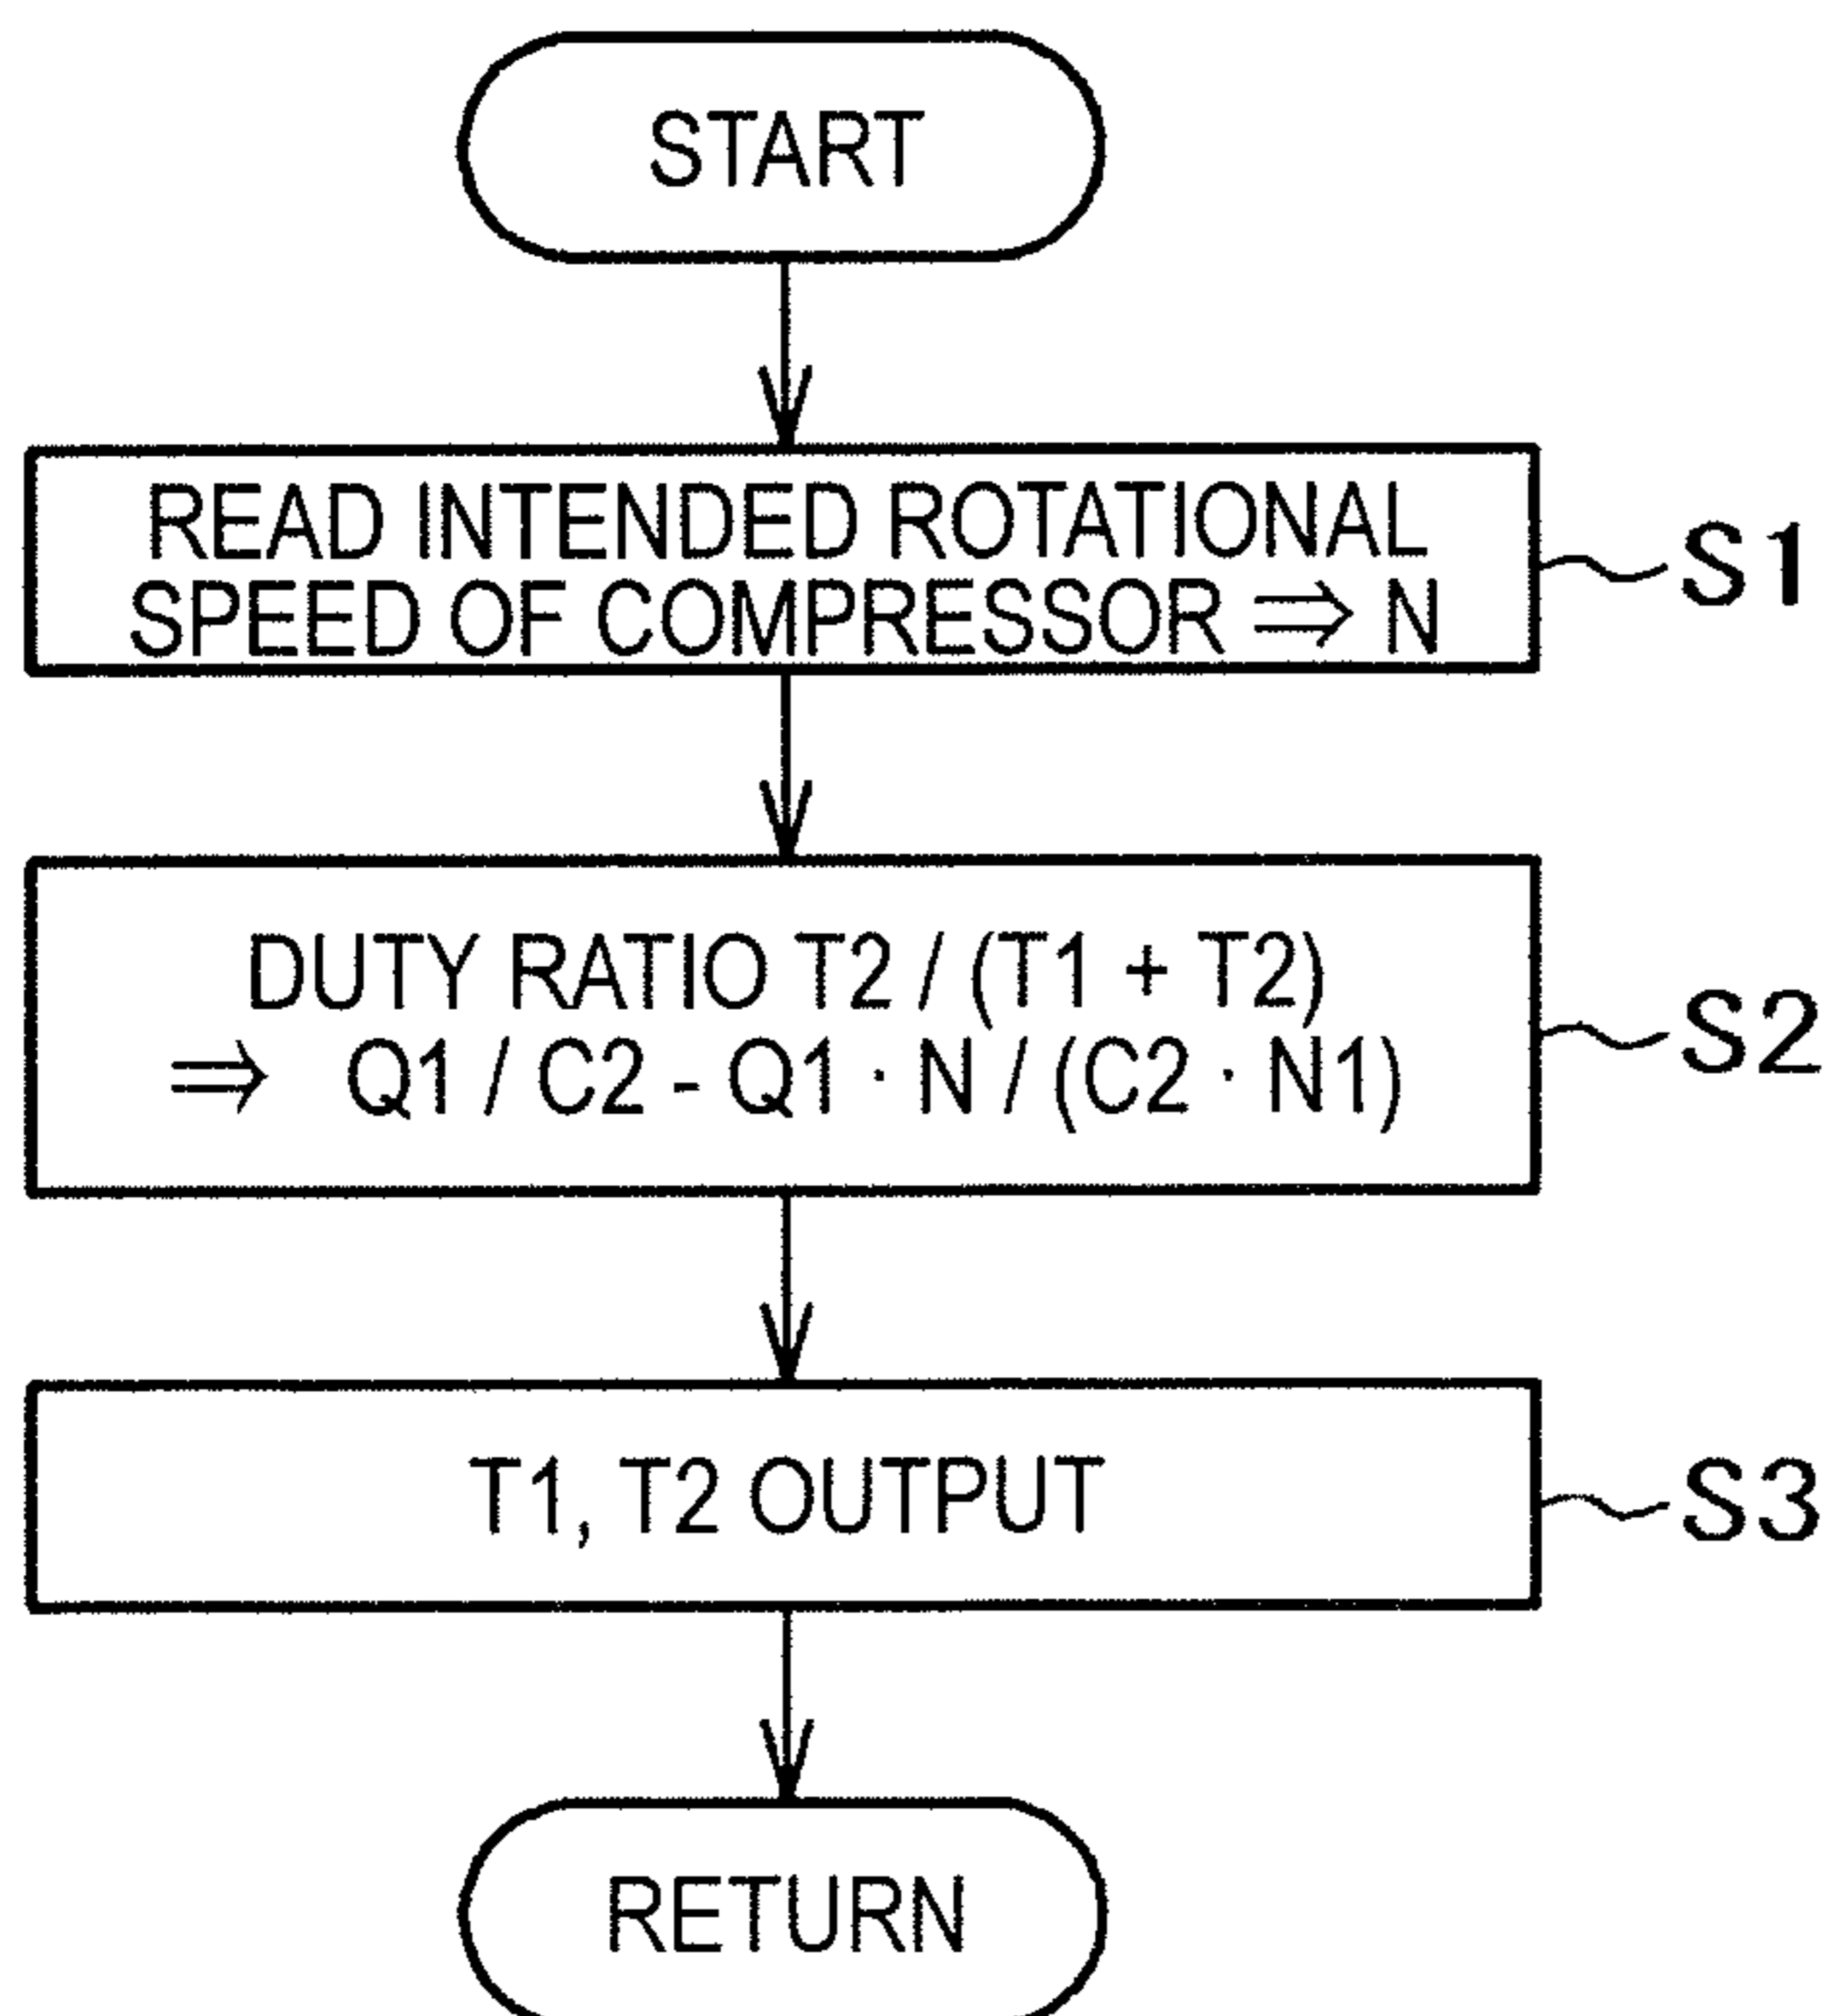 START
READ INTENDED ROTATIONAL
SPEED OF COMPRESSOR ⇒ N
S1
DUTY RATIO T2 / (T1 + T2)
⇒ Q1 / C2 - Q1 · N / (C2 · N1)
S2
T1, T2 OUTPUT
S3
RETURN